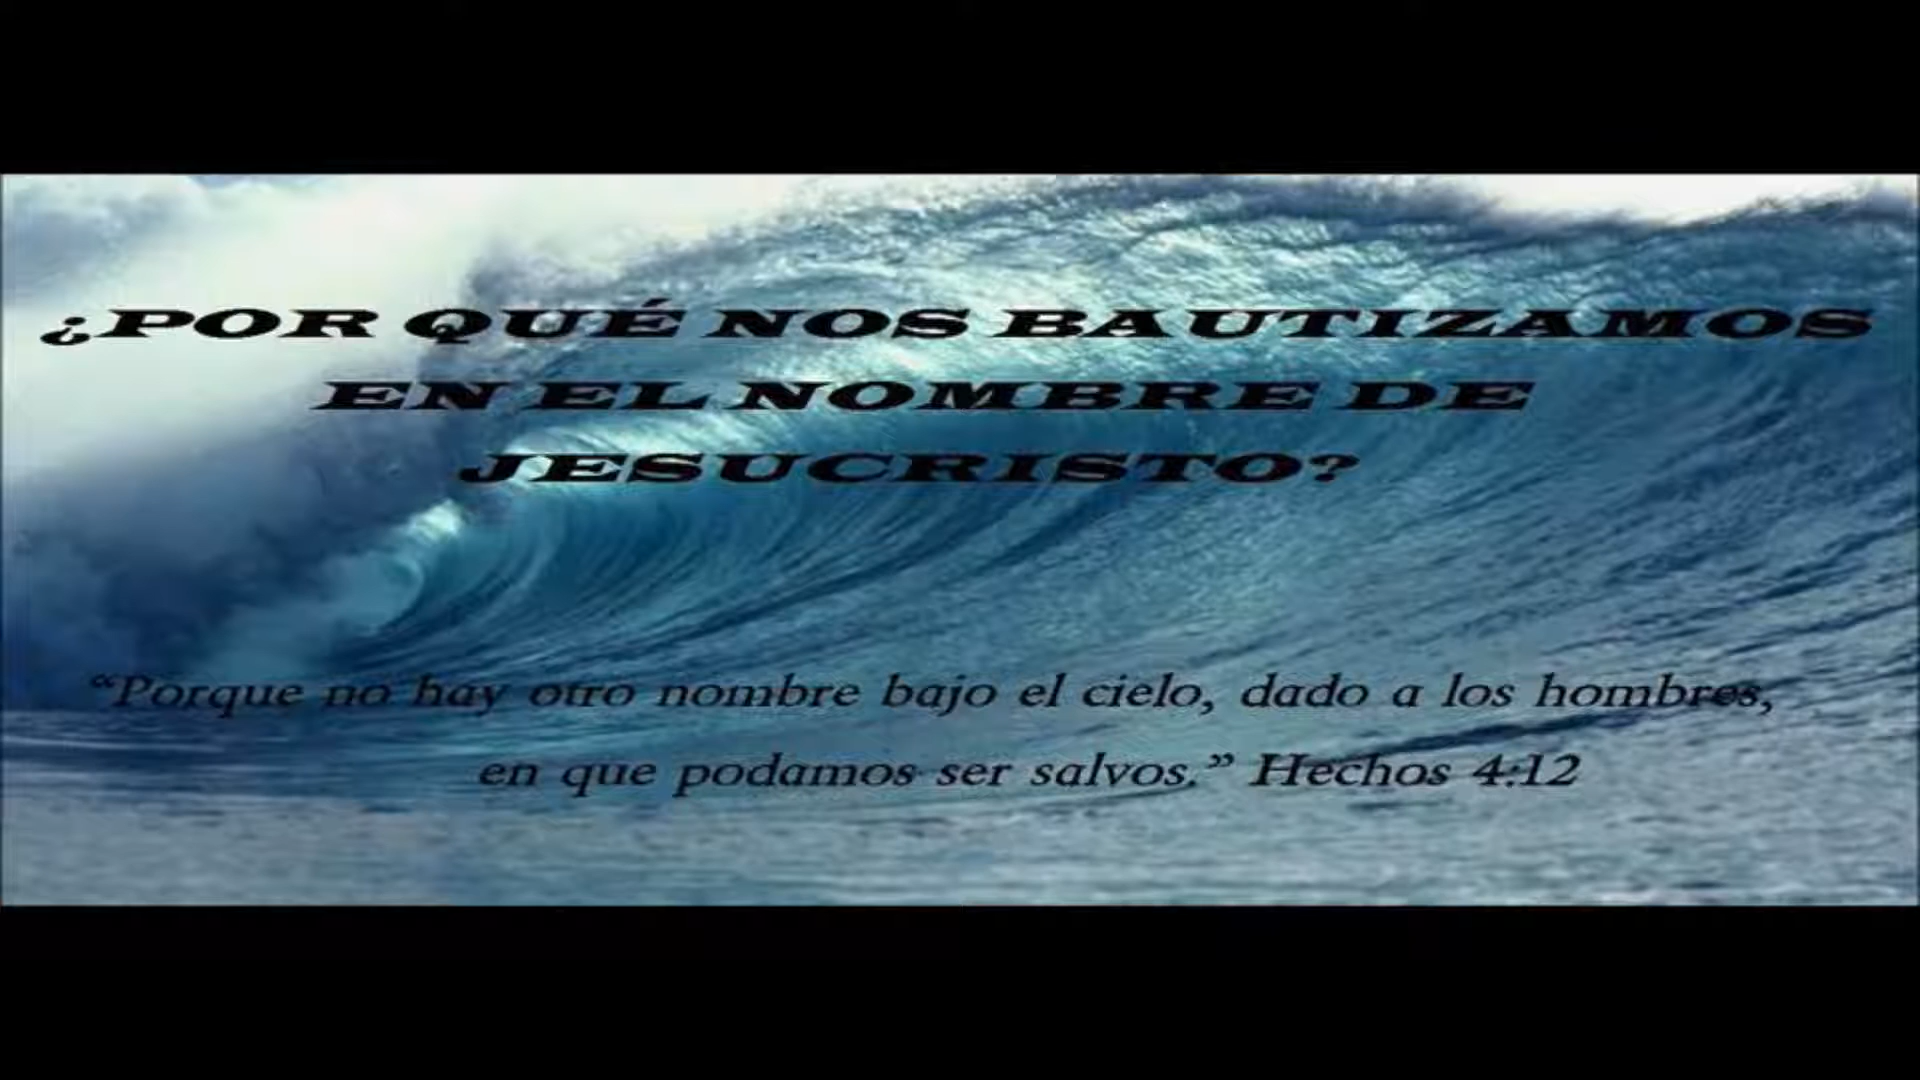 ¿POR QUÉ NOS BAUTIZAMOS
EN EL NOMBRE DE
JESUCRISTO?
“Porque no hay otro nombre bajo el cielo, dado a los hombres,
en que podamos ser salvos.” Hechos 4:12